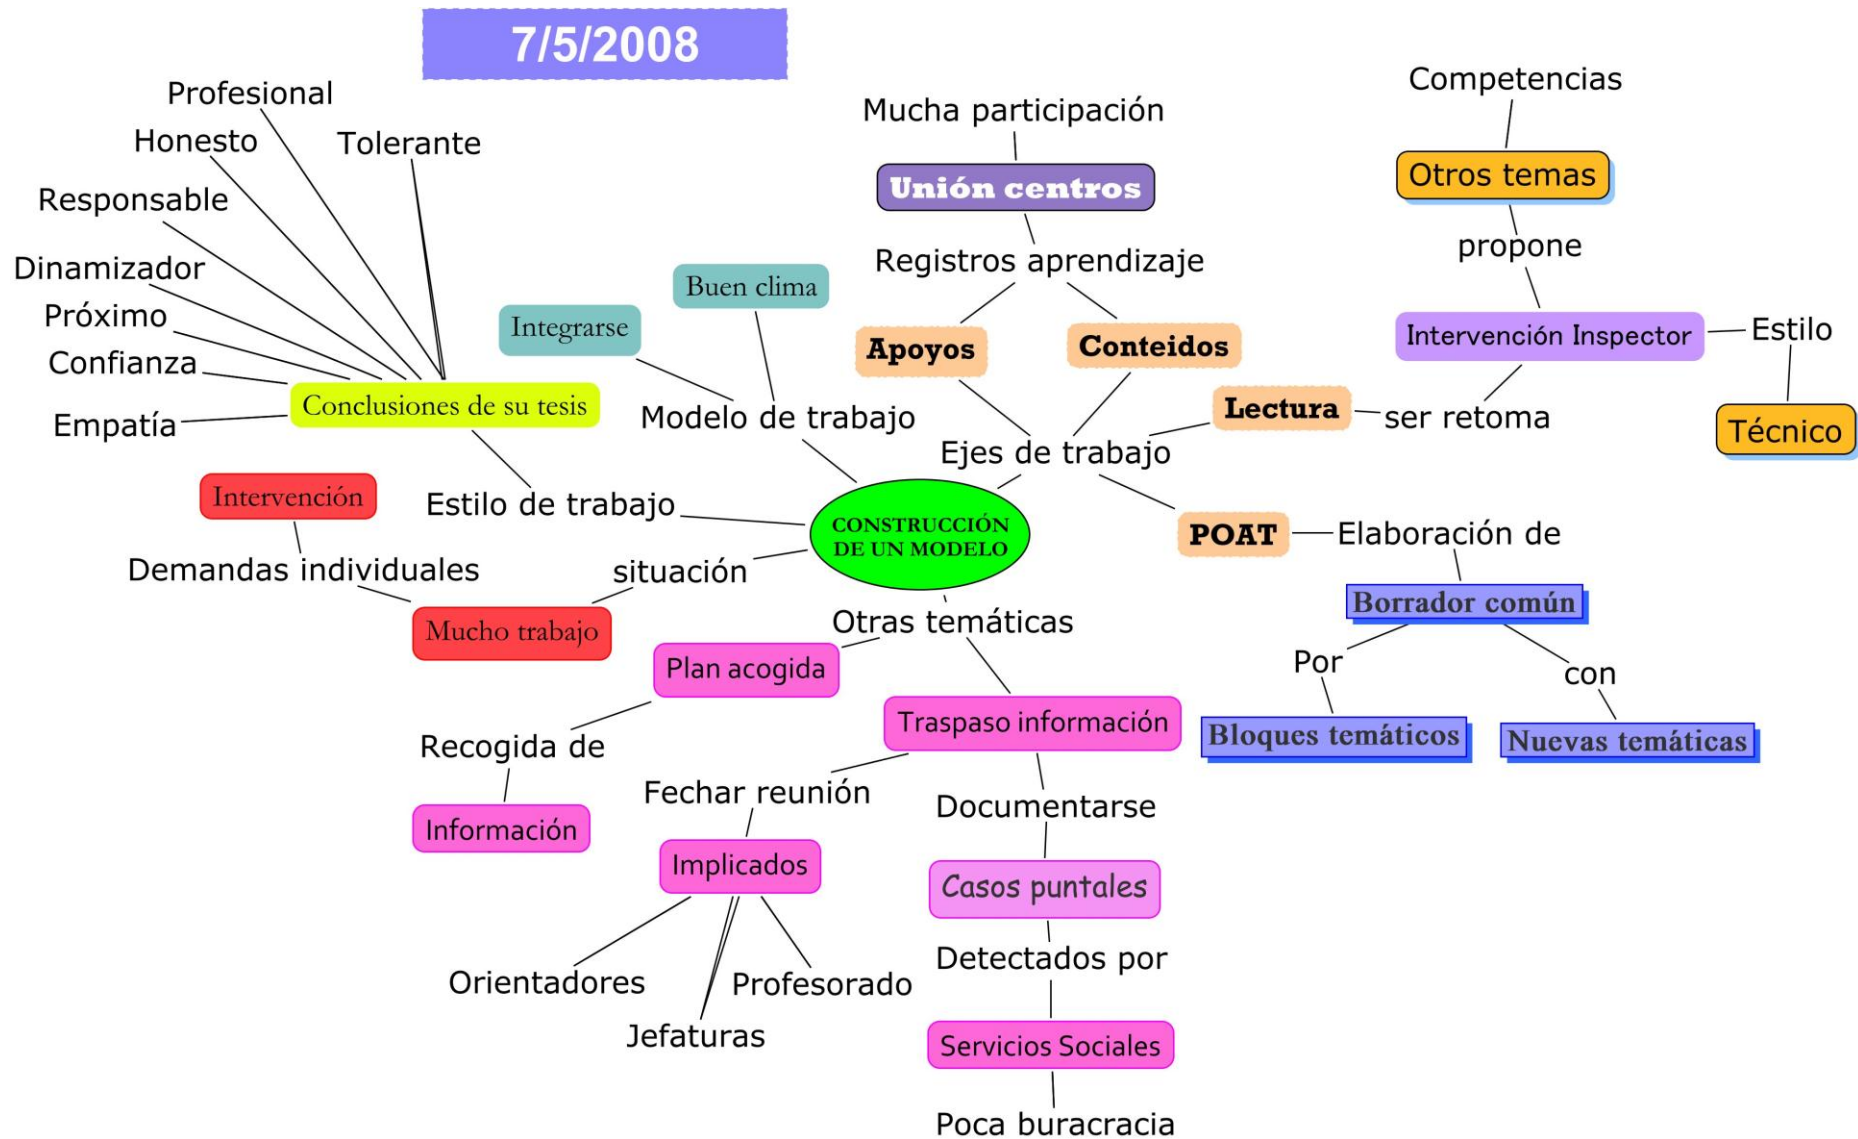 7/5/2008
Profesional
Honesto
Tolerante
Responsable
Dinamizador
Próximo
Confianza
Empatía
Conclusiones de su tesis
Integrarse
Buen clima
Modelo de trabajo
Estilo de trabajo
Intervención
Demandas individuales
Mucho trabajo
situación
CONSTRUCCIÓN
DE UN MODELO
Mucha participación
Unión centros
Registros aprendizaje
Apoyos
Conteidos
Ejes de trabajo
Lectura
ser retoma
Competencias
Otros temas
propone
Intervención Inspector
Estilo
Técnico
POAT
Elaboración de
Borrador común
Por
con
Bloques temáticos
Nuevas temáticas
Otras temáticas
Plan acogida
Recogida de
Información
Traspaso información
Fechar reunión
Implicados
Orientadores
Jefaturas
Profesorado
Documentarse
Casos puntales
Detectados por
Servicios Sociales
Poca buracracia